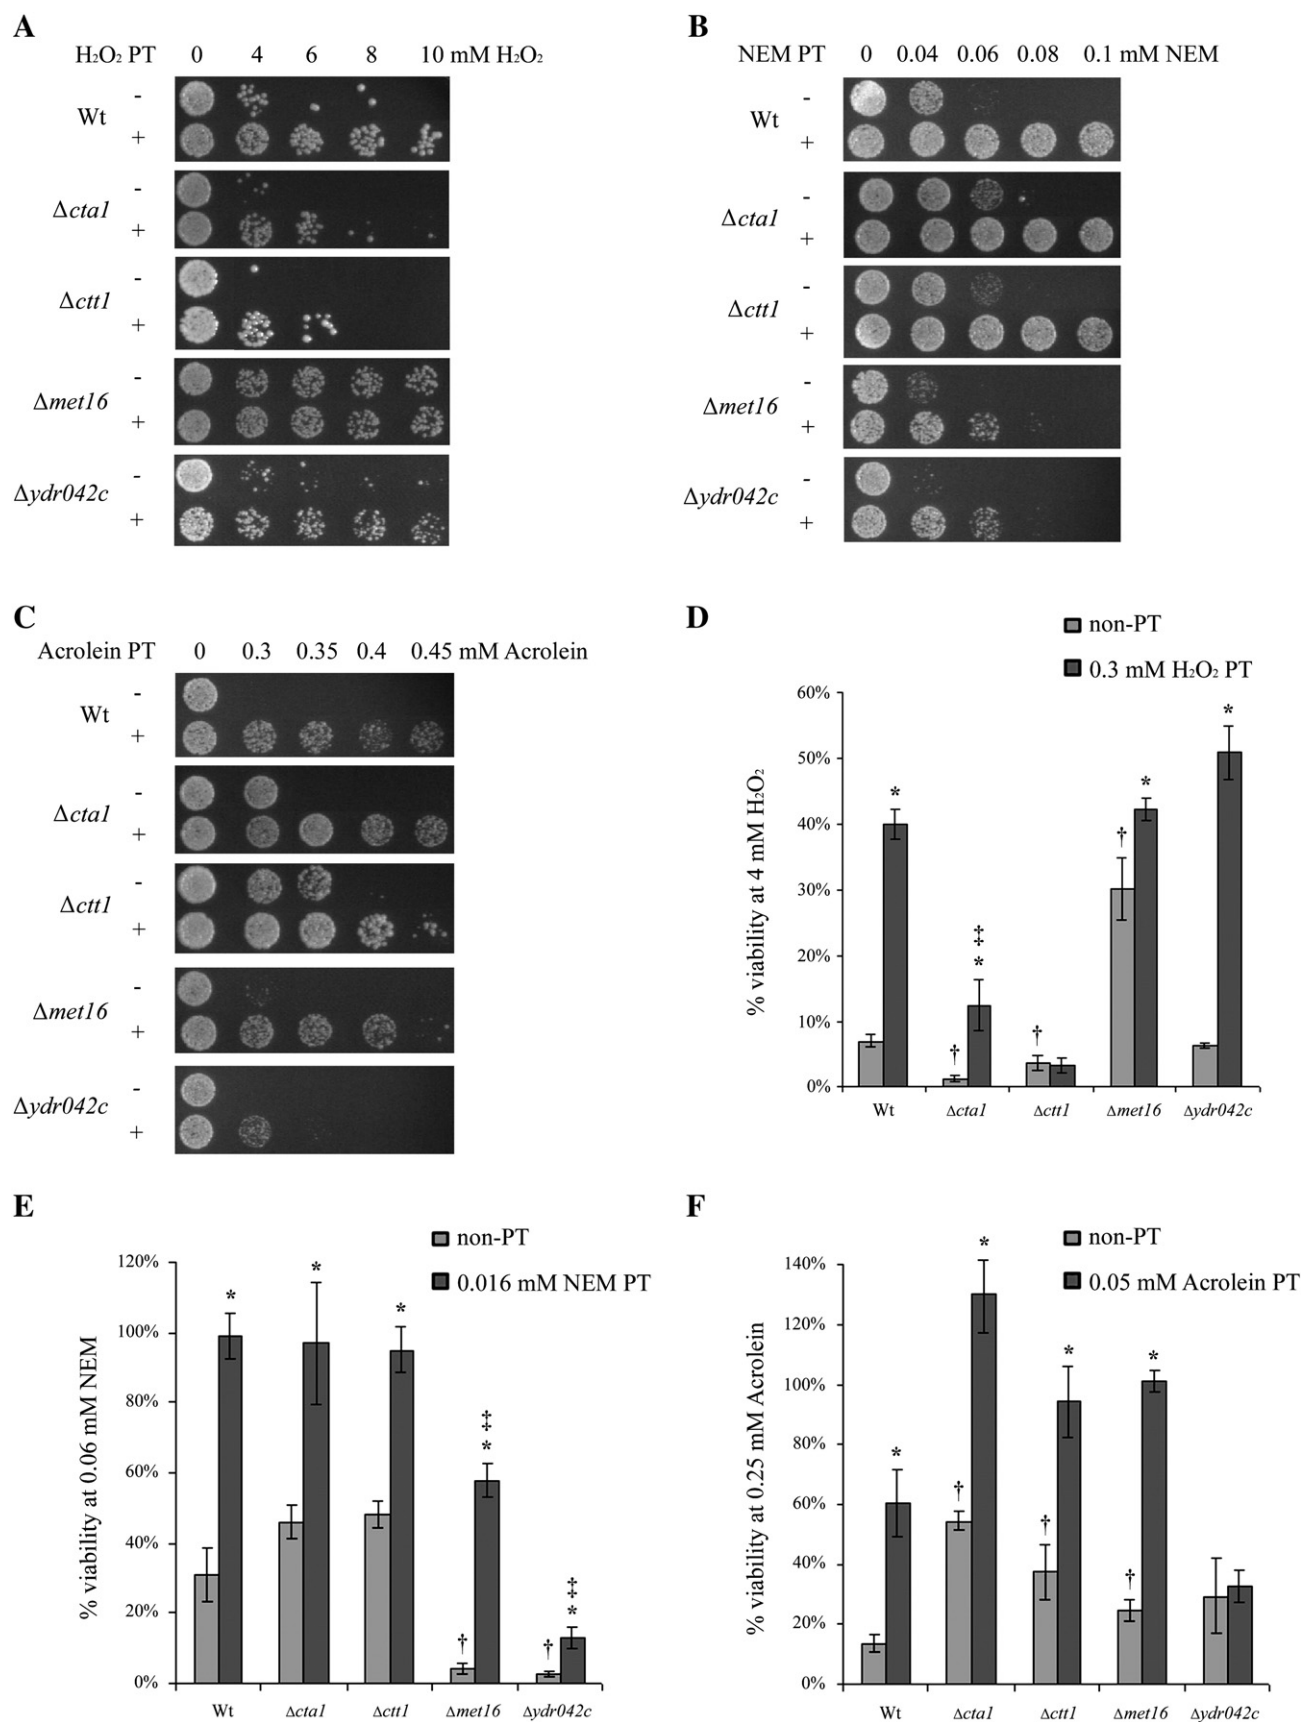 A
H₂O₂ PT 0 4 6 8 10 mM H₂O₂
Wt
-
+
Δcta1
-
+
Δctt1
-
+
Δmet16
-
+
Δydr042c
-
+
B
NEM PT 0 0.04 0.06 0.08 0.1 mM NEM
Wt
-
+
Δcta1
-
+
Δctt1
-
+
Δmet16
-
+
Δydr042c
-
+
C
Acrolein PT 0 0.3 0.35 0.4 0.45 mM Acrolein
Wt
-
+
Δcta1
-
+
Δctt1
-
+
Δmet16
-
+
Δydr042c
-
+
D
non-PT
0.3 mM H₂O₂ PT
% viability at 4 mM H₂O₂
60%
50%
40%
30%
20%
10%
0%
*
†
‡
*
†
†
*
*
Wt Δcta1 Δctt1 Δmet16 Δydr042c
E
non-PT
0.016 mM NEM PT
% viability at 0.06 mM NEM
120%
100%
80%
60%
40%
20%
0%
*
*
*
†
‡
‡
*
†
‡
‡
*
Wt Δcta1 Δctt1 Δmet16 Δydr042c
F
non-PT
0.05 mM Acrolein PT
% viability at 0.25 mM Acrolein
140%
120%
100%
80%
60%
40%
20%
0%
*
†
*
†
*
†
*
Wt Δcta1 Δctt1 Δmet16 Δydr042c